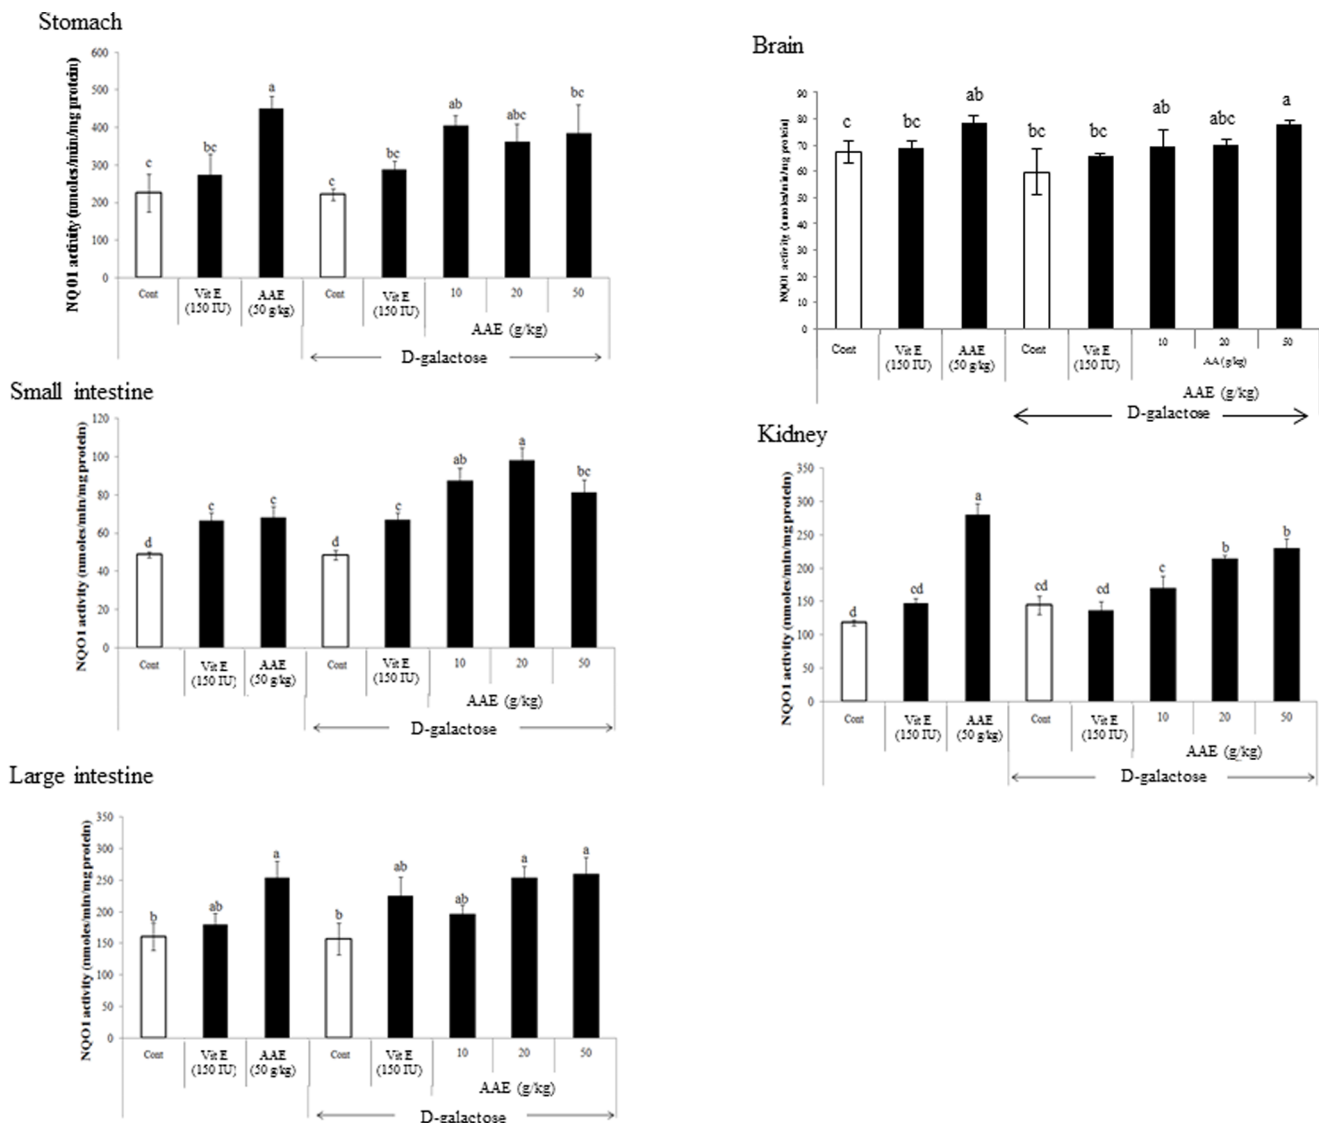 Stomach
NQO1 activity (nmoles/min/mg protein)
600
500
400
300
200
100
0
c
bc
a
c
bc
ab
abc
bc
Cont
Vit E
(150 IU)
AAE
(50 g/kg)
Cont
Vit E
(150 IU)
10
20
50
AAE (g/kg)
D-galactose
Small intestine
NQO1 activity (nmoles/min/mg protein)
120
100
80
60
40
20
0
d
c
c
d
c
ab
a
bc
Cont
Vit E
(150 IU)
AAE
(50 g/kg)
Cont
Vit E
(150 IU)
10
20
50
AAE (g/kg)
D-galactose
Large intestine
NQO1 activity (nmoles/min/mg protein)
350
300
250
200
150
100
50
0
b
ab
a
b
ab
ab
a
a
Cont
Vit E
(150 IU)
AAE
(50 g/kg)
Cont
Vit E
(150 IU)
10
20
50
AAE (g/kg)
D-galactose
Brain
NQO1 activity (nmoles/min/mg protein)
90
80
70
60
50
40
30
20
10
0
c
bc
ab
bc
bc
ab
abc
a
Cont
Vit E
(150 IU)
AAE
(50 g/kg)
Cont
Vit E
(150 IU)
10
20
50
AA (g/kg)
AAE (g/kg)
D-galactose
Kidney
NQO1 activity (nmoles/min/mg protein)
350
300
250
200
150
100
50
0
d
cd
a
cd
cd
c
b
b
Cont
Vit E
(150 IU)
AAE
(50 g/kg)
Cont
Vit E
(150 IU)
10
20
50
AAE (g/kg)
D-galactose